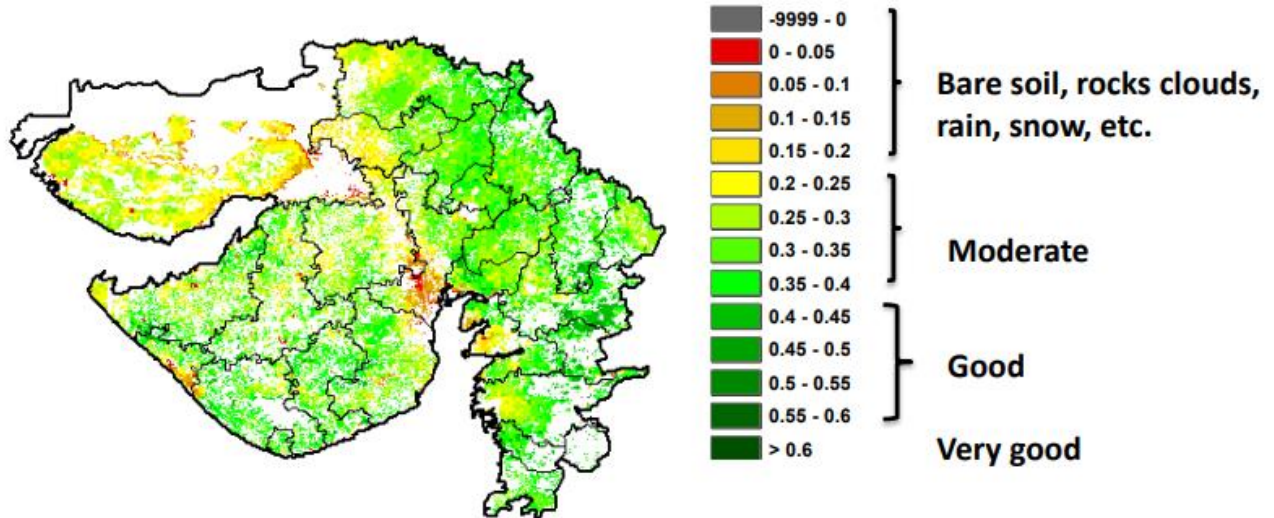 -9999 - 0
0 - 0.05
0.05 - 0.1
0.1 - 0.15
0.15 - 0.2
Bare soil, rocks clouds,
rain, snow, etc.
0.2 - 0.25
0.25 - 0.3
0.3 - 0.35
0.35 - 0.4
Moderate
0.4 - 0.45
0.45 - 0.5
0.5 - 0.55
0.55 - 0.6
Good
> 0.6
Very good